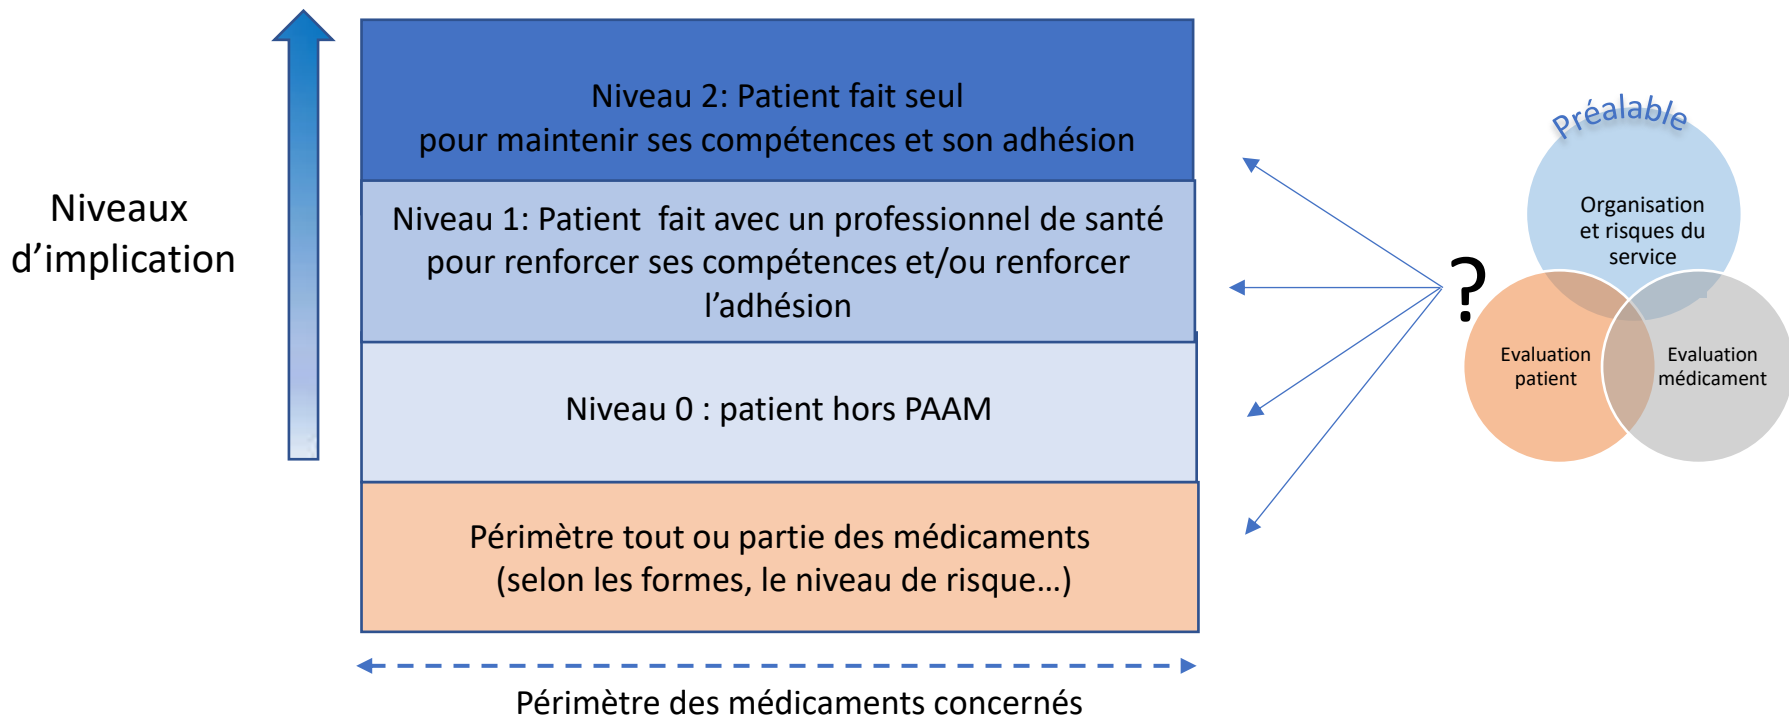 Niveaux
d’implication
Niveau 2: Patient fait seul
pour maintenir ses compétences et son adhésion
Niveau 1: Patient  fait avec un professionnel de santé
pour renforcer ses compétences et/ou renforcer
l’adhésion
Niveau 0 : patient hors PAAM
Périmètre tout ou partie des médicaments
(selon les formes, le niveau de risque…)
Périmètre des médicaments concernés
?
Préalable
Organisation
et risques du
service
Evaluation
patient
Evaluation
médicament